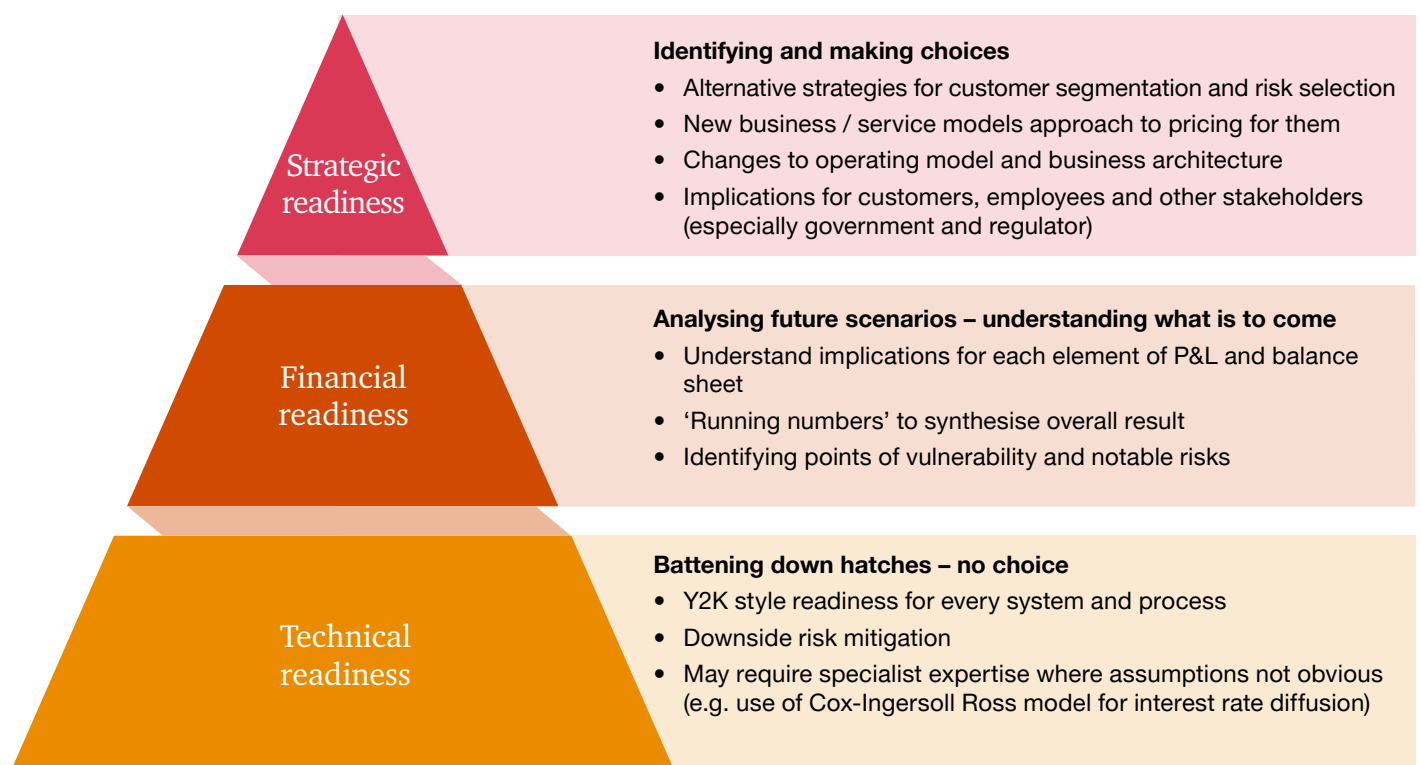 Strategic
readiness
Identifying and making choices
• Alternative strategies for customer segmentation and risk selection
• New business / service models approach to pricing for them
• Changes to operating model and business architecture
• Implications for customers, employees and other stakeholders
(especially government and regulator)
Financial
readiness
Analysing future scenarios – understanding what is to come
• Understand implications for each element of P&L and balance
sheet
• ‘Running numbers’ to synthesise overall result
• Identifying points of vulnerability and notable risks
Technical
readiness
Battening down hatches – no choice
• Y2K style readiness for every system and process
• Downside risk mitigation
• May require specialist expertise where assumptions not obvious
(e.g. use of Cox-Ingersoll Ross model for interest rate diffusion)